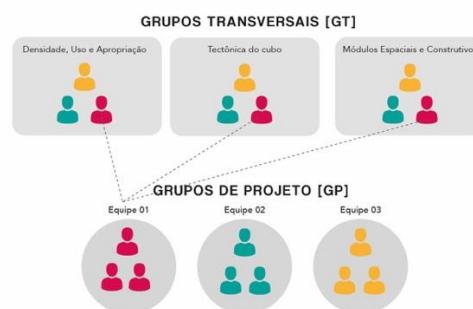 GRUPOS TRANSVERSAIS [GT]
Densidade, Uso e Apropriação
Tectônica do cubo
Módulos Espaciais e Construtivo
GRUPOS DE PROJETO [GP]
Equipe 01
Equipe 02
Equipe 03